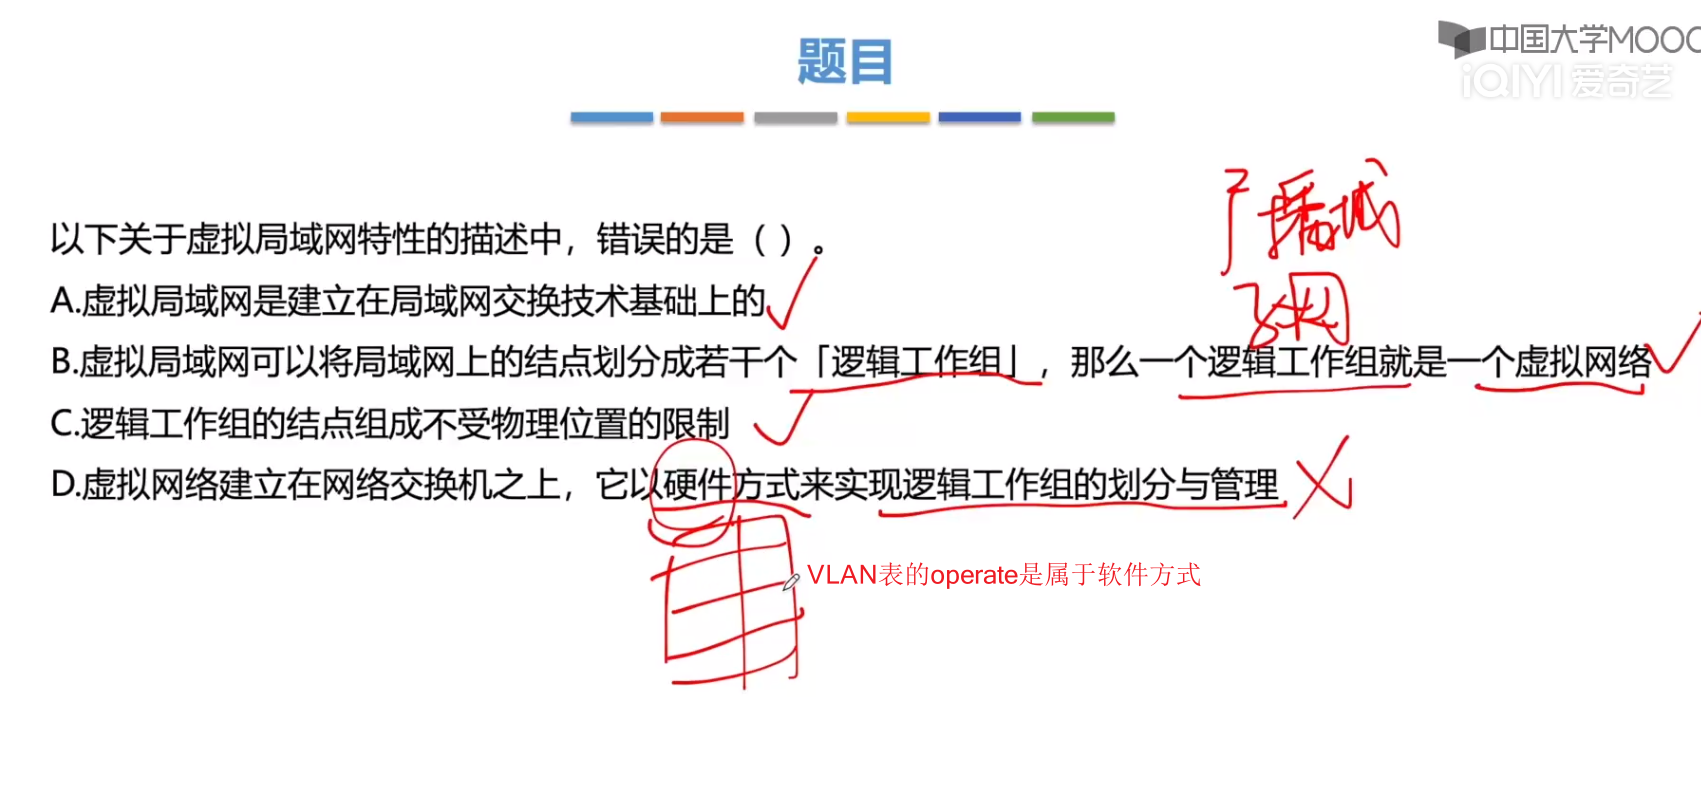 中国大学MOOC
iQIYI 爱奇艺
题目
广播域
子网
以下关于虚拟局域网特性的描述中，错误的是（ ）。
A.虚拟局域网是建立在局域网交换技术基础上的
B.虚拟局域网可以将局域网上的结点划分成若干个「逻辑工作组」，那么一个逻辑工作组就是一个虚拟网络
C.逻辑工作组的结点组成不受物理位置的限制
D.虚拟网络建立在网络交换机之上，它以硬件方式来实现逻辑工作组的划分与管理
VLAN表的operate是属于软件方式